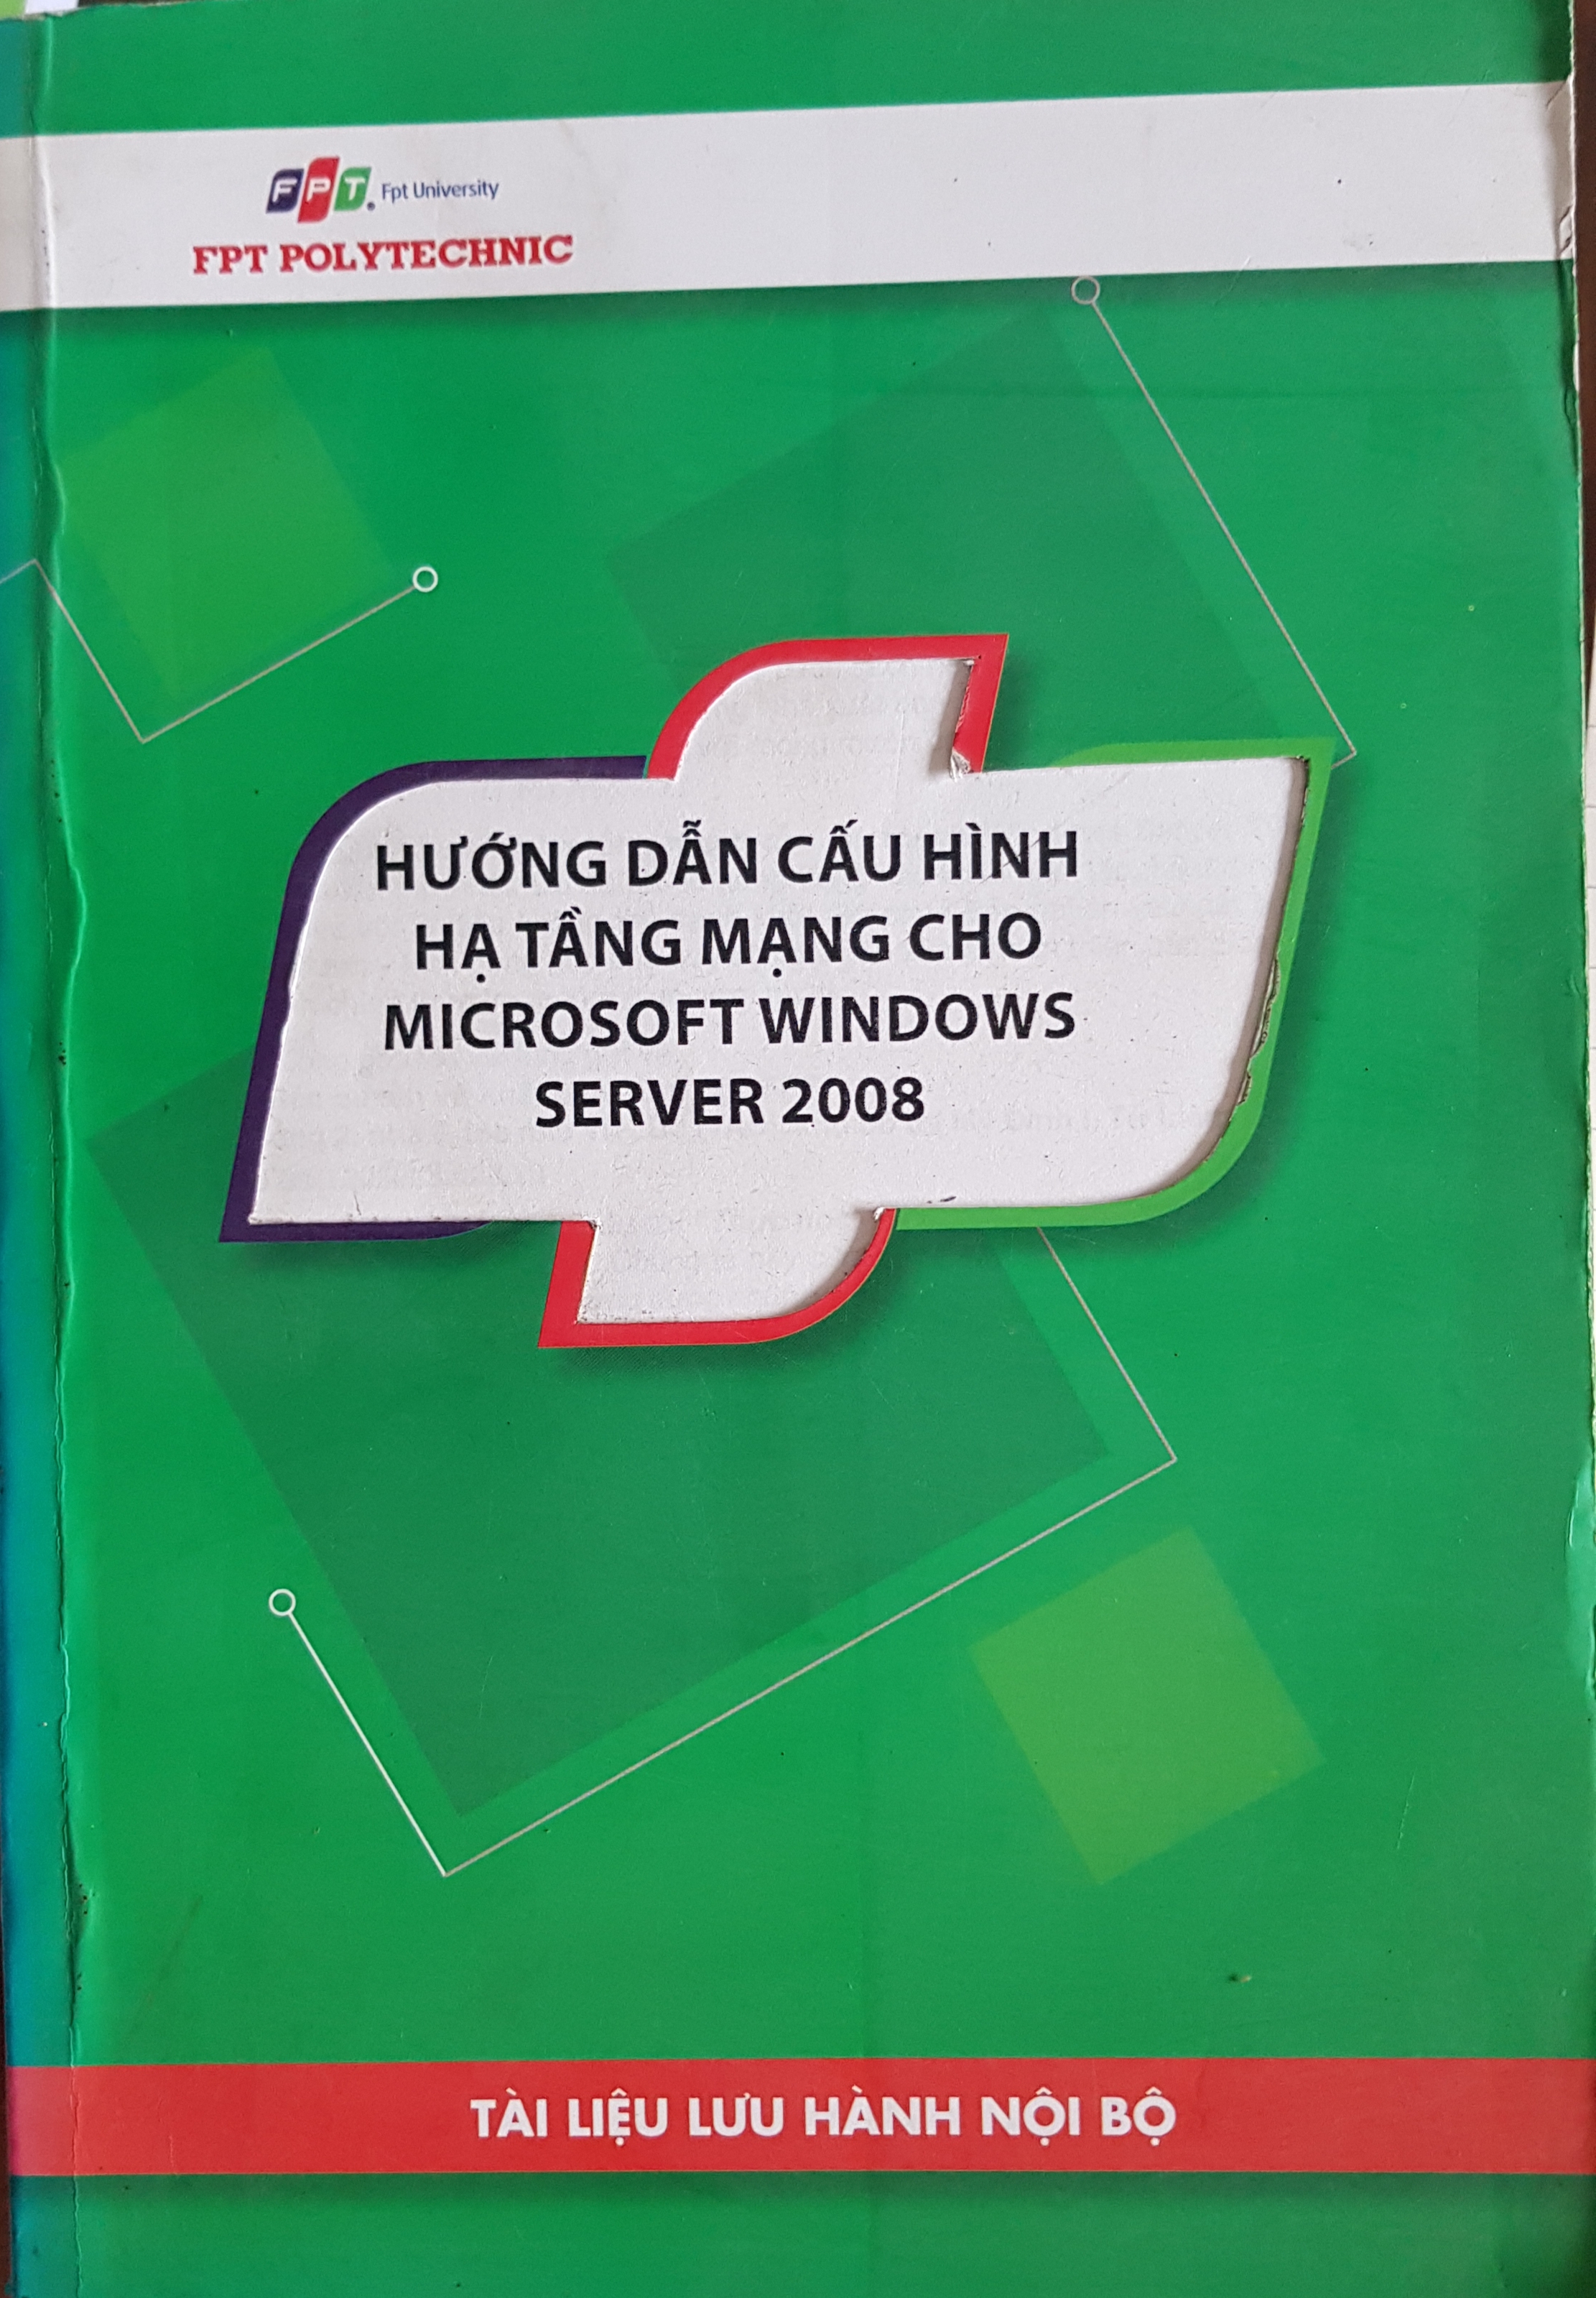 FPT Fpt University
FPT POLYTECHNIC
HƯỚNG DẪN CẤU HÌNH
HẠ TẦNG MẠNG CHO
MICROSOFT WINDOWS
SERVER 2008
TÀI LIỆU LƯU HÀNH NỘI BỘ